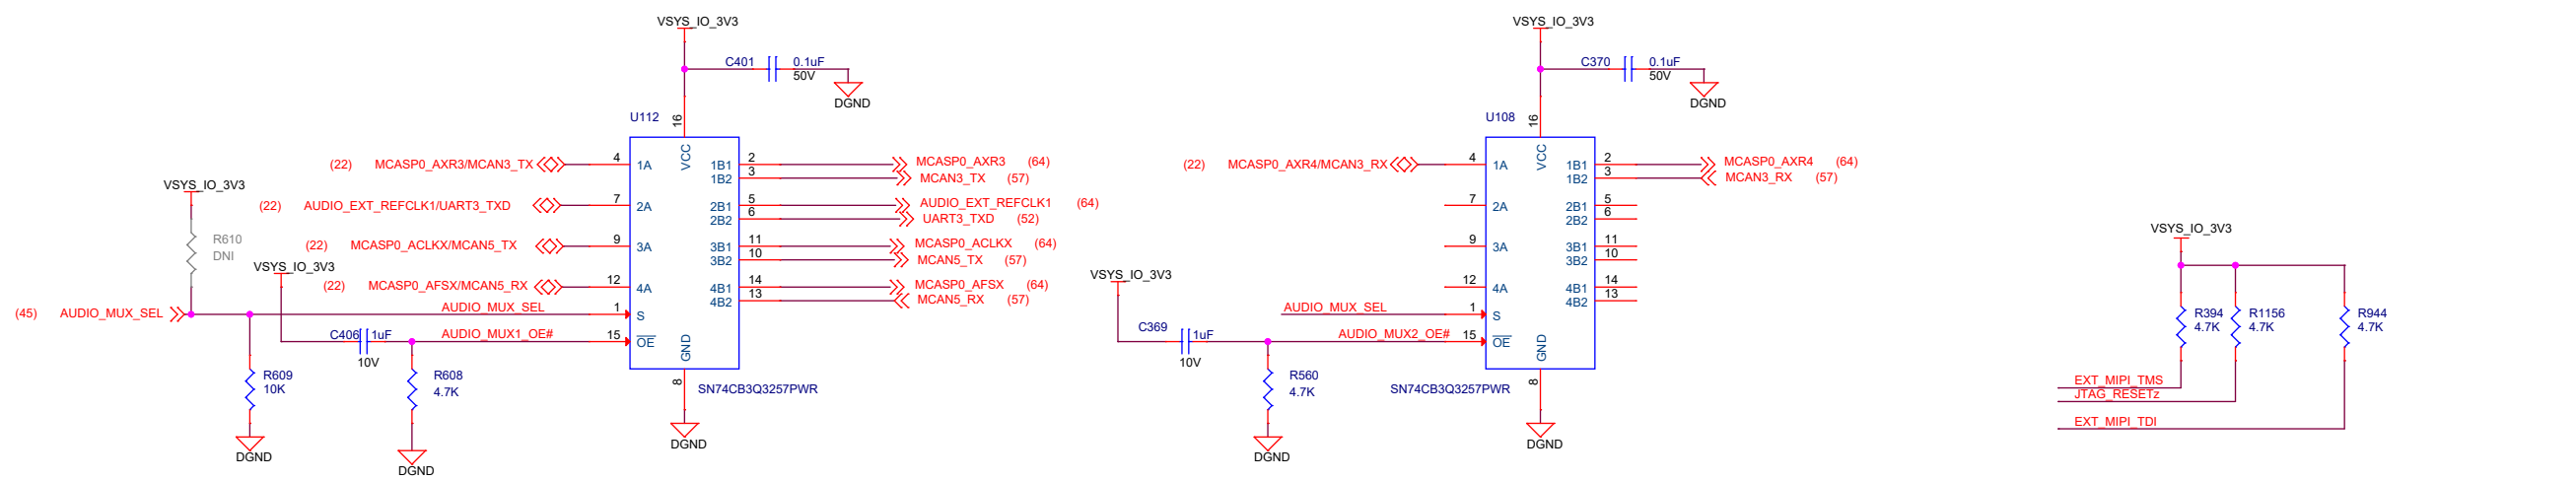 VSYS_IO_3V3
C401 0.1uF
50V
DGND
U112
16
VCC
(22) MCASP0_AXR3/MCAN3_TX 4 1A 1B1 2 MCASP0_AXR3 (64)
1B2 3 MCAN3_TX (57)
VSYS_IO_3V3
(22) AUDIO_EXT_REFCLK1/UART3_TXD 7 2A 2B1 5 AUDIO_EXT_REFCLK1 (64)
2B2 6 UART3_TXD (52)
R610
DNI
(22) MCASP0_ACLKX/MCAN5_TX 9 3A 3B1 11 MCASP0_ACLKX (64)
3B2 10 MCAN5_TX (57)
VSYS_IO_3V3
(22) MCASP0_AFSX/MCAN5_RX 12 4A 4B1 14 MCASP0_AFSX (64)
4B2 13 MCAN5_RX (57)
(45) AUDIO_MUX_SEL AUDIO_MUX_SEL 1 S
C406 1uF AUDIO_MUX1_OE# 15 OE
10V
GND
R609
10K
R608
4.7K
8
SN74CB3Q3257PWR
DGND
DGND
DGND
VSYS_IO_3V3
C370 0.1uF
50V
DGND
U108
16
VCC
(22) MCASP0_AXR4/MCAN3_RX 4 1A 1B1 2 MCASP0_AXR4 (64)
1B2 3 MCAN3_RX (57)
7 2A 2B1 5
2B2 6
9 3A 3B1 11
3B2 10
VSYS_IO_3V3
12 4A 4B1 14
4B2 13
AUDIO_MUX_SEL 1 S
C369 1uF AUDIO_MUX2_OE# 15 OE
10V
GND
R560
4.7K
8
SN74CB3Q3257PWR
DGND
DGND
VSYS_IO_3V3
R394 R1156 R944
4.7K 4.7K 4.7K
EXT_MIPI_TMS
JTAG_RESETz
EXT_MIPI_TDI